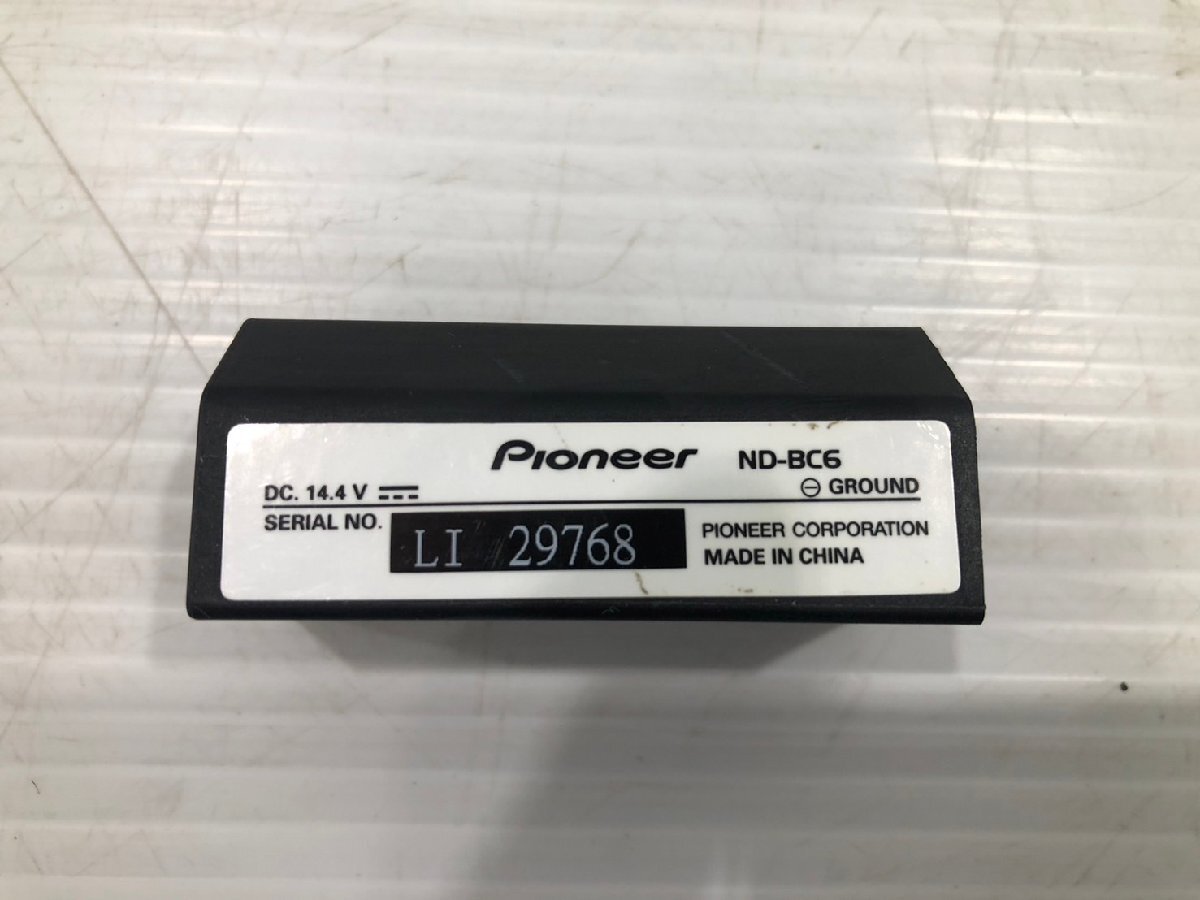 Pioneer ND-BC6
DC. 14.4 V ⎓ ⊖ GROUND
SERIAL NO. LI 29768 PIONEER CORPORATION
MADE IN CHINA